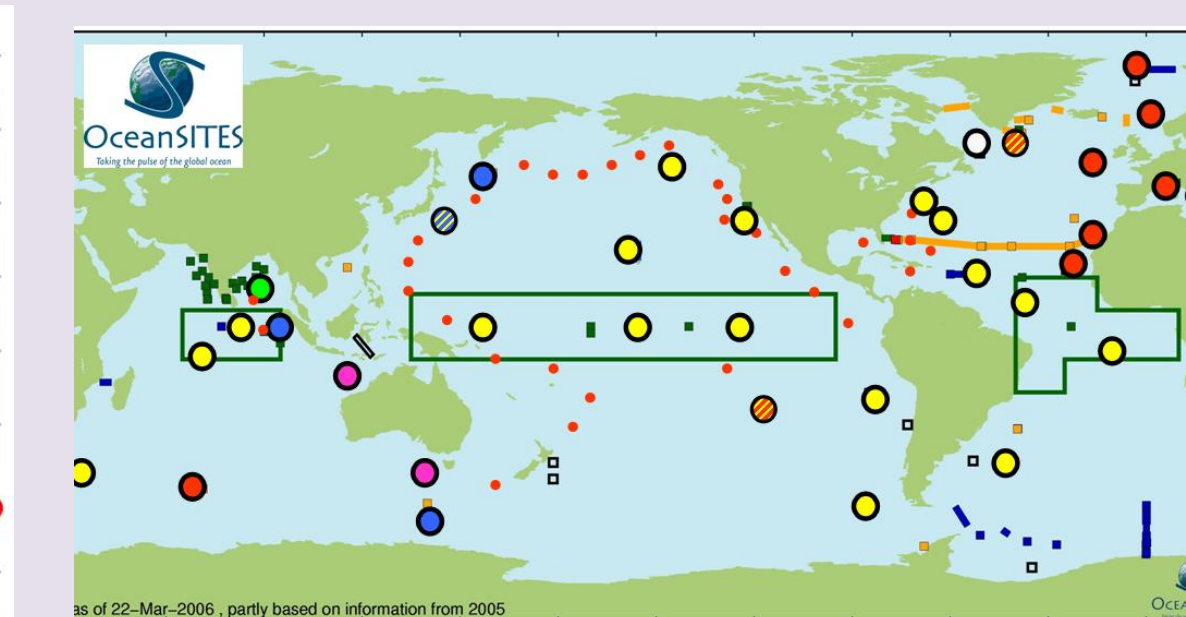 OceanSITES
Taking the pulse of the global ocean
as of 22-Mar-2006 , partly based on information from 2005